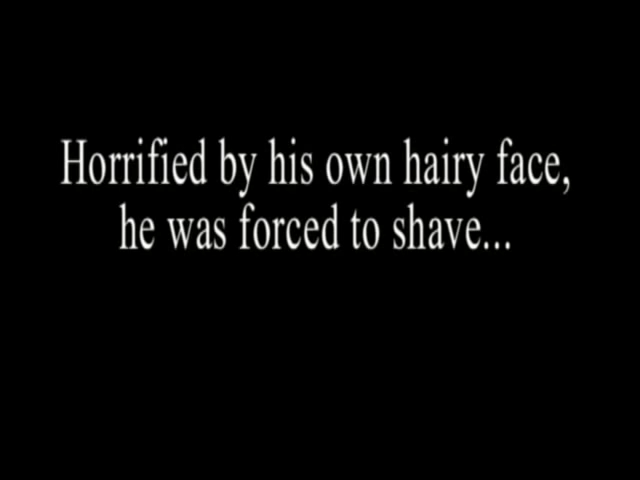 Horrified by his own hairy face,
he was forced to shave...